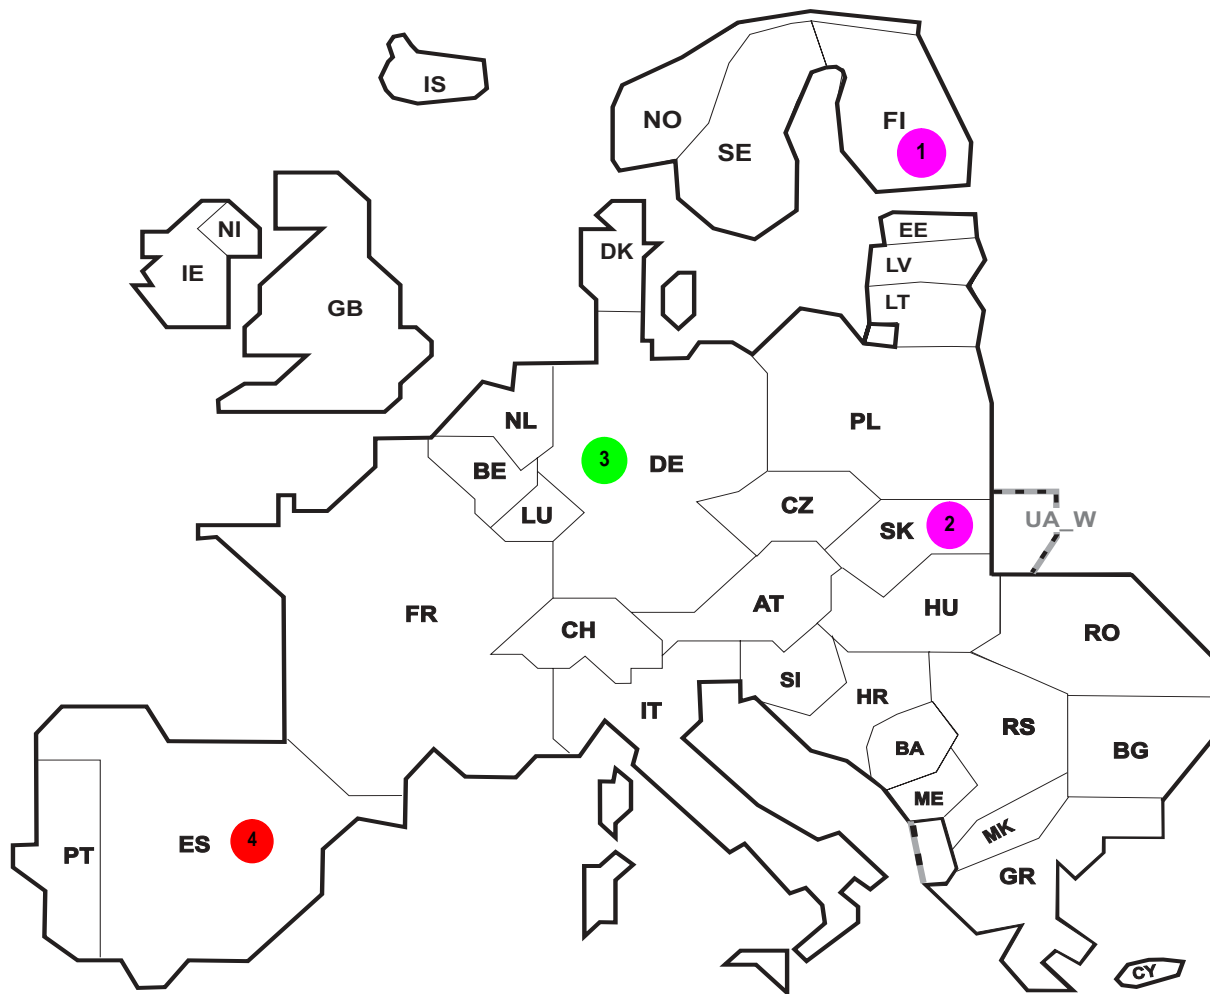 IS
NO
FI
1
SE
NI
EE
DK
LV
IE
LT
GB
NL
PL
3
DE
BE
CZ
LU
2
UA_W
SK
AT
HU
FR
CH
RO
SI
HR
IT
RS
BA
BG
ME
MK
4
ES
PT
GR
CY